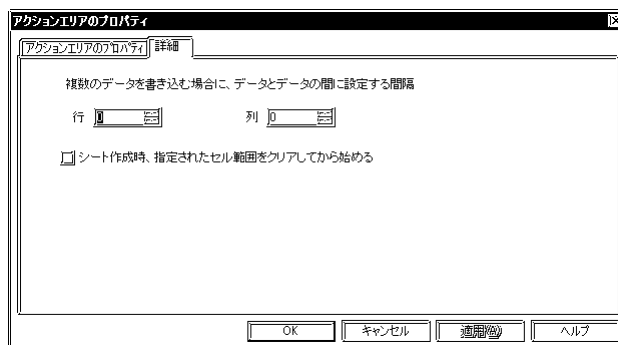 アクションエリアのプロパティ
アクションエリアのプロパティ 詳細
複数のデータを書き込む場合に、データとデータの間に設定する間隔
行 0 列 0
シート作成時、指定されたセル範囲をクリアしてから始める
OK キャンセル 適用(A) ヘルプ